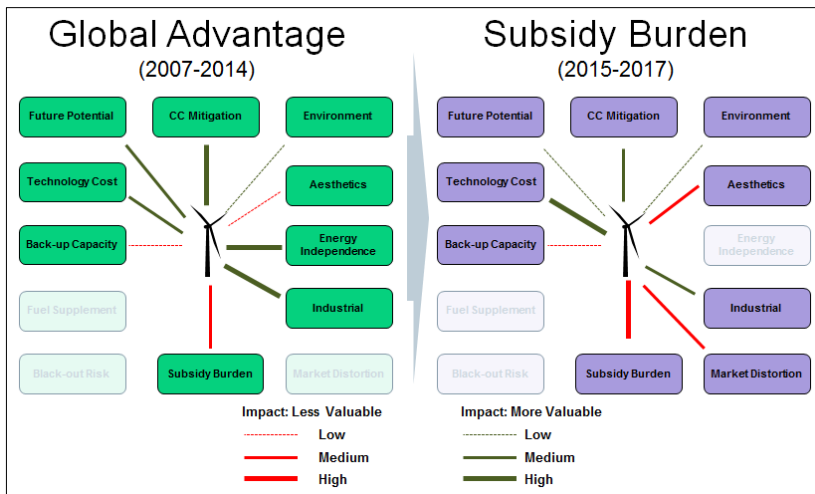 Global Advantage
(2007-2014)
Future Potential
CC Mitigation
Environment
Technology Cost
Aesthetics
Back-up Capacity
Energy
Independence
Fuel Supplement
Industrial
Black-out Risk
Subsidy Burden
Market Distortion
Subsidy Burden
(2015-2017)
Future Potential
CC Mitigation
Environment
Technology Cost
Aesthetics
Back-up Capacity
Energy
Independence
Fuel Supplement
Industrial
Black-out Risk
Subsidy Burden
Market Distortion
Impact: Less Valuable
Low
Medium
High
Impact: More Valuable
Low
Medium
High